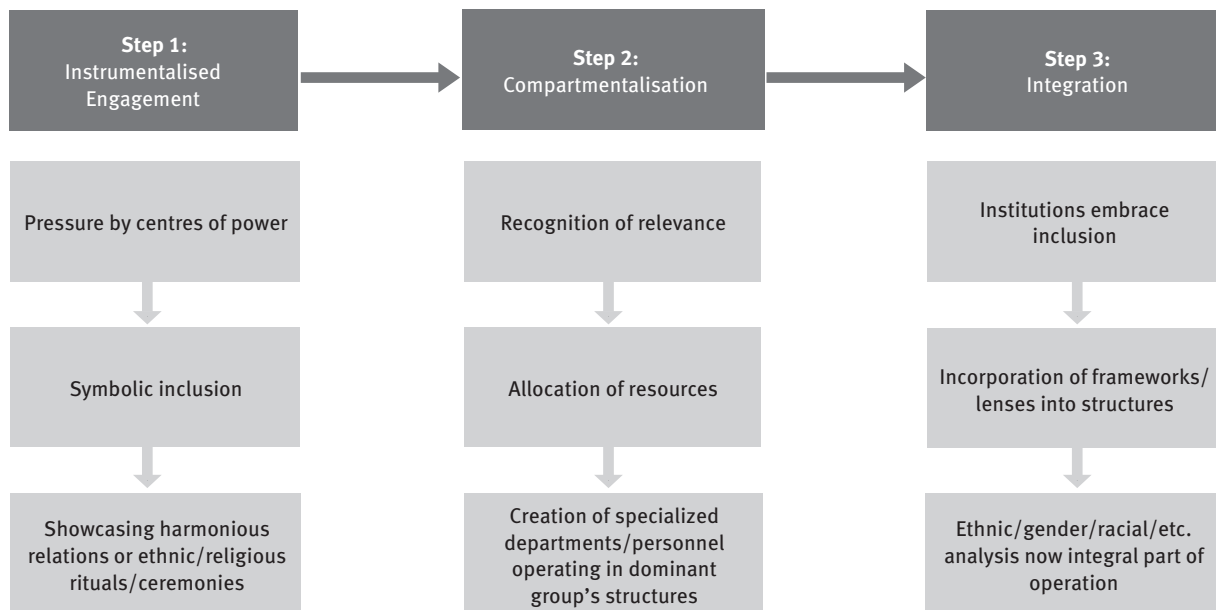 Step 1:
Instrumentalised
Engagement
Step 2:
Compartmentalisation
Step 3:
Integration
Pressure by centres of power
Symbolic inclusion
Showcasing harmonious
relations or ethnic/religious
rituals/ceremonies
Recognition of relevance
Allocation of resources
Creation of specialized
departments/personnel
operating in dominant
group's structures
Institutions embrace
inclusion
Incorporation of frameworks/
lenses into structures
Ethnic/gender/racial/etc.
analysis now integral part of
operation